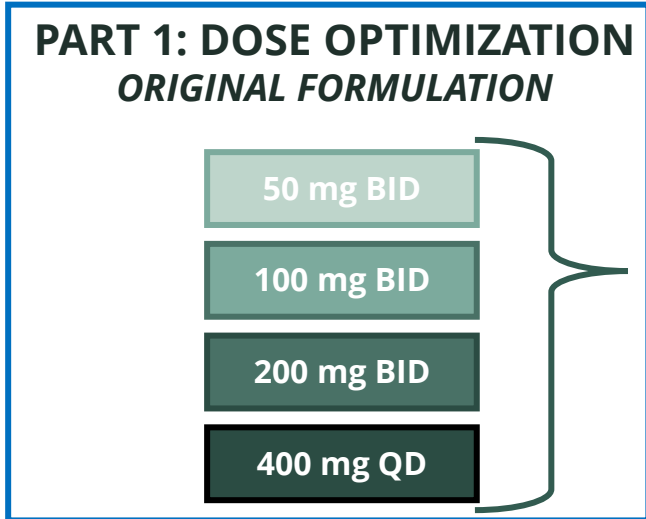 PART 1: DOSE OPTIMIZATION
ORIGINAL FORMULATION
50 mg BID
100 mg BID
200 mg BID
400 mg QD